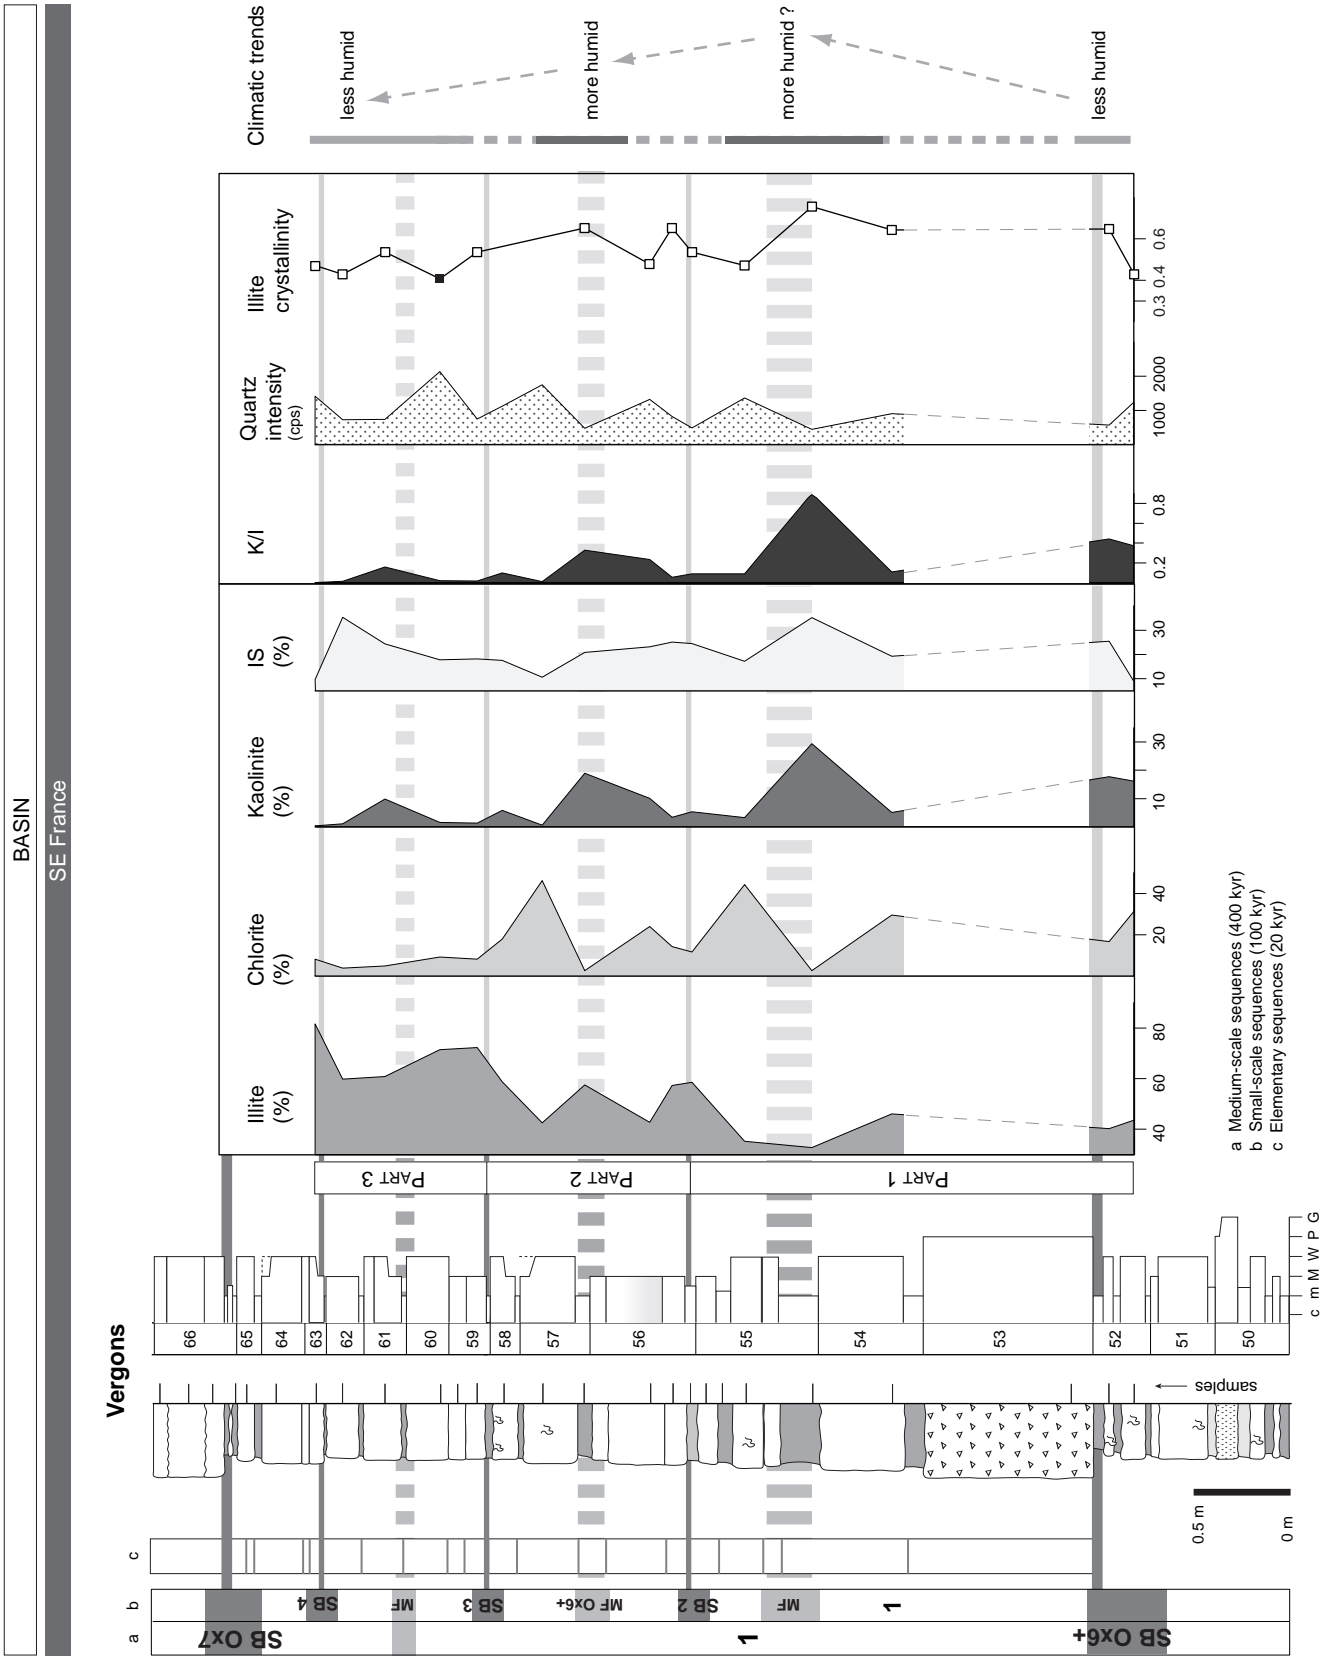 BASIN
SE France
Vergons
Climatic trends
less humid
more humid
more humid ?
less humid
Illite
crystallinity
0.6
0.4
0.3
Quartz
intensity
(cps)
2000
1000
K/I
0.8
0.2
IS
(%)
30
10
Kaolinite
(%)
30
10
Chlorite
(%)
40
20
Illite
(%)
80
60
40
PART 3
PART 2
PART 1
c m M W P G
66
65
64
63
62
61
60
59
58
57
56
55
54
53
52
51
50
samples
0.5 m
0 m
c
b
a
SB 4
MF
SB 3
MF Ox6+
SB 2
MF
1
SB Ox7
1
SB Ox6+
a Medium-scale sequences (400 kyr)
b Small-scale sequences (100 kyr)
c Elementary sequences (20 kyr)